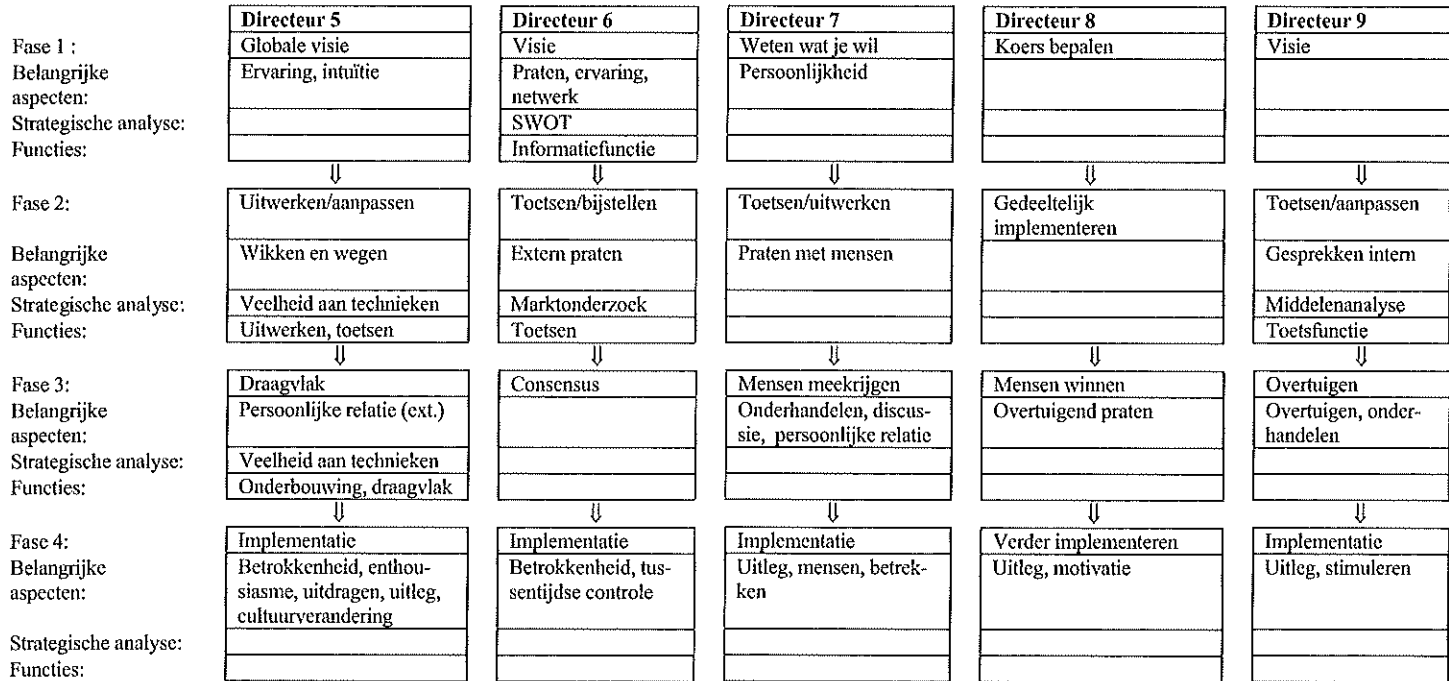 Directeur 5 Directeur 6 Directeur 7 Directeur 8 Directeur 9
Fase 1 : Globale visie Visie Weten wat je wil Koers bepalen Visie
Belangrijke Ervaring, intuïtie Praten, ervaring, Persoonlijkheid
aspecten: netwerk
Strategische analyse: SWOT
Functies: Informatiefunctie
⇓ ⇓ ⇓ ⇓ ⇓
Fase 2: Uitwerken/aanpassen Toetsen/bijstellen Toetsen/uitwerken Gedeeltelijk Toetsen/aanpassen
implementeren
Belangrijke Wikken en wegen Extern praten Praten met mensen Gesprekken intern
aspecten:
Strategische analyse: Veelheid aan technieken Marktonderzoek Middelenanalyse
Functies: Uitwerken, toetsen Toetsen Toetsfunctie
⇓ ⇓ ⇓ ⇓ ⇓
Fase 3: Draagvlak Consensus Mensen meekrijgen Mensen winnen Overtuigen
Belangrijke Persoonlijke relatie (ext.) Onderhandelen, discus- Overtuigend praten Overtuigen, onder-
aspecten: sie, persoonlijke relatie handelen
Strategische analyse: Veelheid aan technieken
Functies: Onderbouwing, draagvlak
⇓ ⇓ ⇓ ⇓ ⇓
Fase 4: Implementatie Implementatie Implementatie Verder implementeren Implementatie
Belangrijke Betrokkenheid, enthou- Betrokkenheid, tus- Uitleg, mensen, betrek- Uitleg, motivatie Uitleg, stimuleren
aspecten: siasme, uitdragen, uitleg, sentijdse controle ken
cultuurverandering
Strategische analyse:
Functies: